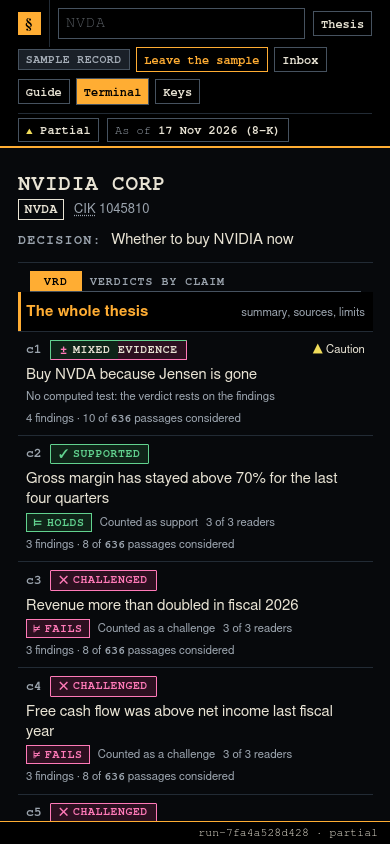 § NVDA Thesis
SAMPLE RECORD Leave the sample Inbox
Guide Terminal Keys
▲ Partial As of 17 Nov 2026 (8-K)
NVIDIA CORP
NVDA CIK 1045810
DECISION: Whether to buy NVIDIA now
VRD VERDICTS BY CLAIM
The whole thesis summary, sources, limits
c1 ± MIXED EVIDENCE ▲ Caution
Buy NVDA because Jensen is gone
No computed test: the verdict rests on the findings
4 findings · 10 of 636 passages considered
c2 ✓ SUPPORTED
Gross margin has stayed above 70% for the last
four quarters
⊨ HOLDS Counted as support 3 of 3 readers
3 findings · 8 of 636 passages considered
c3 ✕ CHALLENGED
Revenue more than doubled in fiscal 2026
⊭ FAILS Counted as a challenge 3 of 3 readers
3 findings · 8 of 636 passages considered
c4 ✕ CHALLENGED
Free cash flow was above net income last fiscal
year
⊭ FAILS Counted as a challenge 3 of 3 readers
3 findings · 8 of 636 passages considered
c5 ✕ CHALLENGED
run-7fa4a528d428 · partial